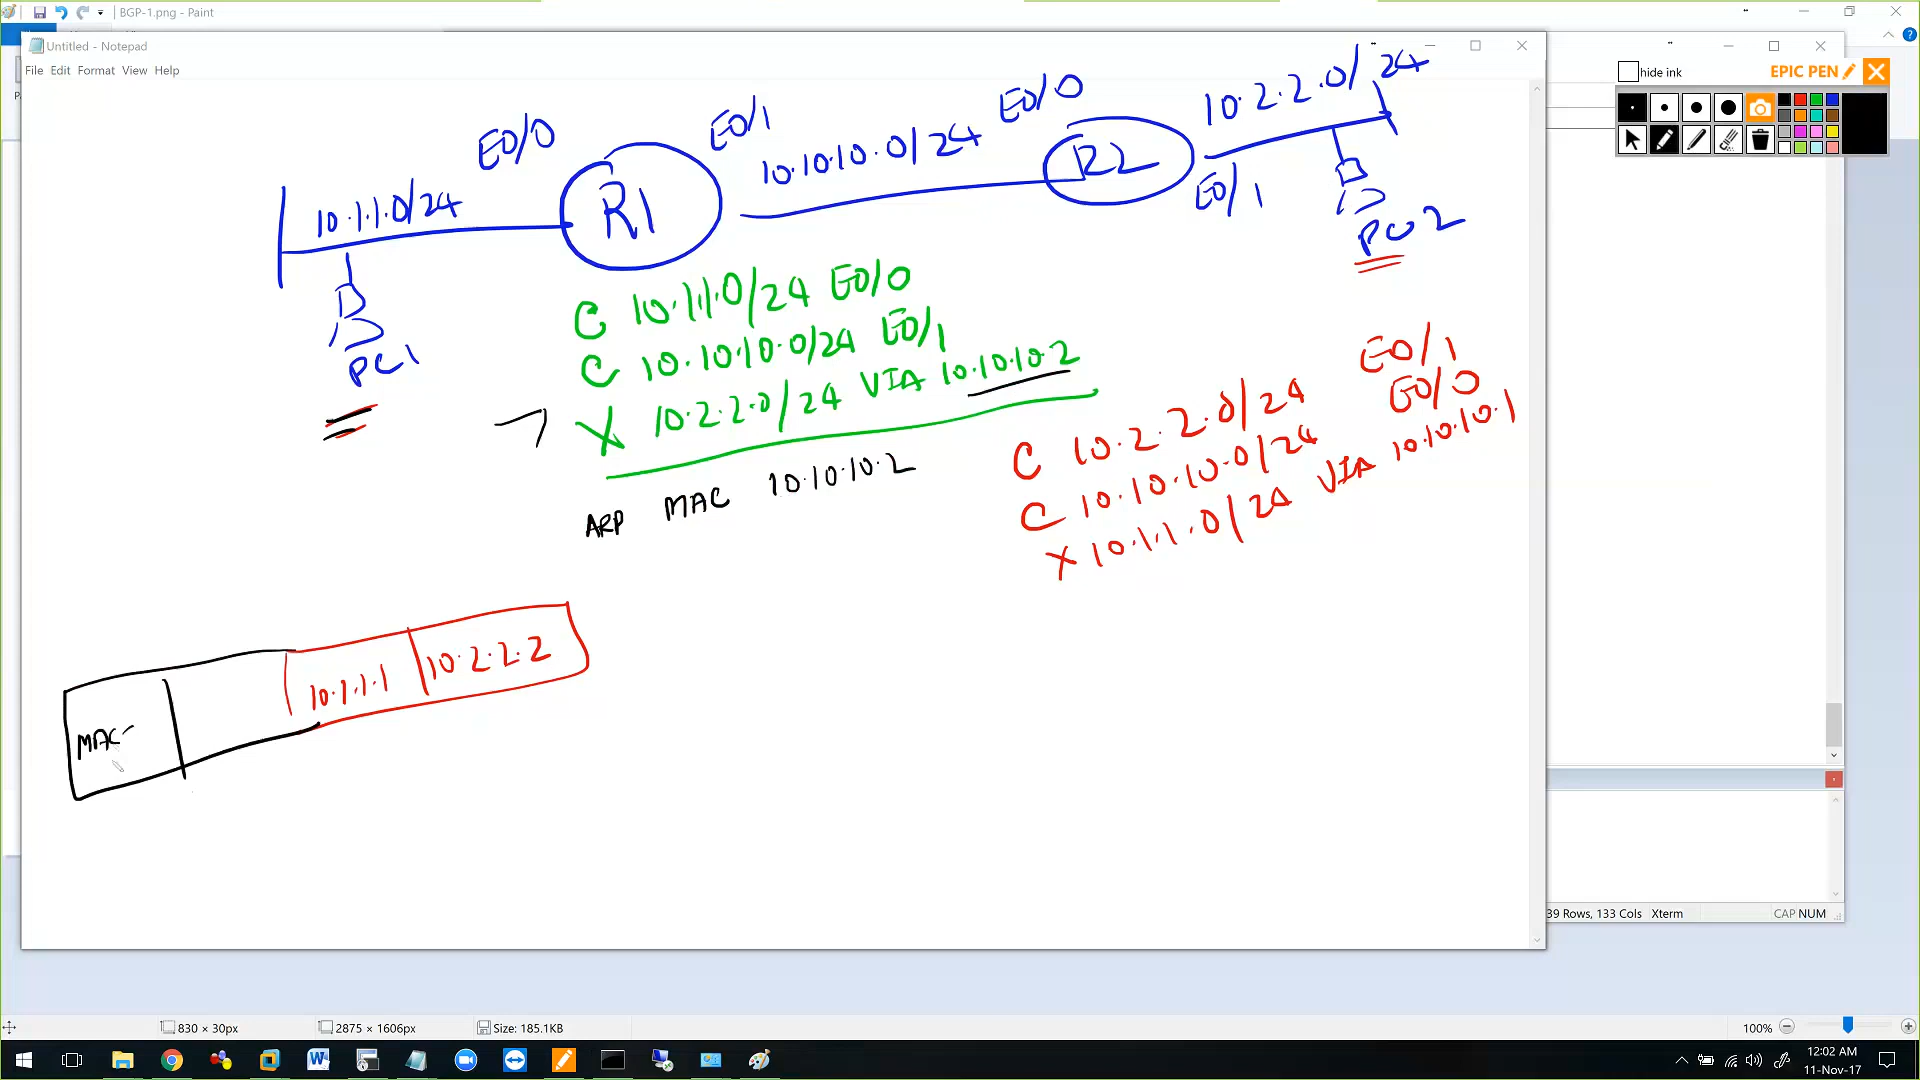 BGP-1.png - Paint
Untitled - Notepad
File Edit Format View Help
hide ink
EPIC PEN
10.2.2.0/24
E0/0
E0/1
E0/0
10.10.10.0/24
R1
R2
E0/1
10.1.1.0/24
PC2
PC1
C 10.1.1.0/24 E0/0
C 10.10.10.0/24 E0/1
X 10.2.2.0/24 VIA 10.10.10.2
ARP MAC 10.10.10.2
C 10.2.2.0/24 E0/1
C 10.10.10.0/24 E0/0
X 10.1.1.0/24 VIA 10.10.10.1
MAC
10.1.1.1
10.2.2.2
39 Rows, 133 Cols Xterm CAP NUM
830 × 30px 2875 × 1606px Size: 185.1KB 100%
12:02 AM
11-Nov-17